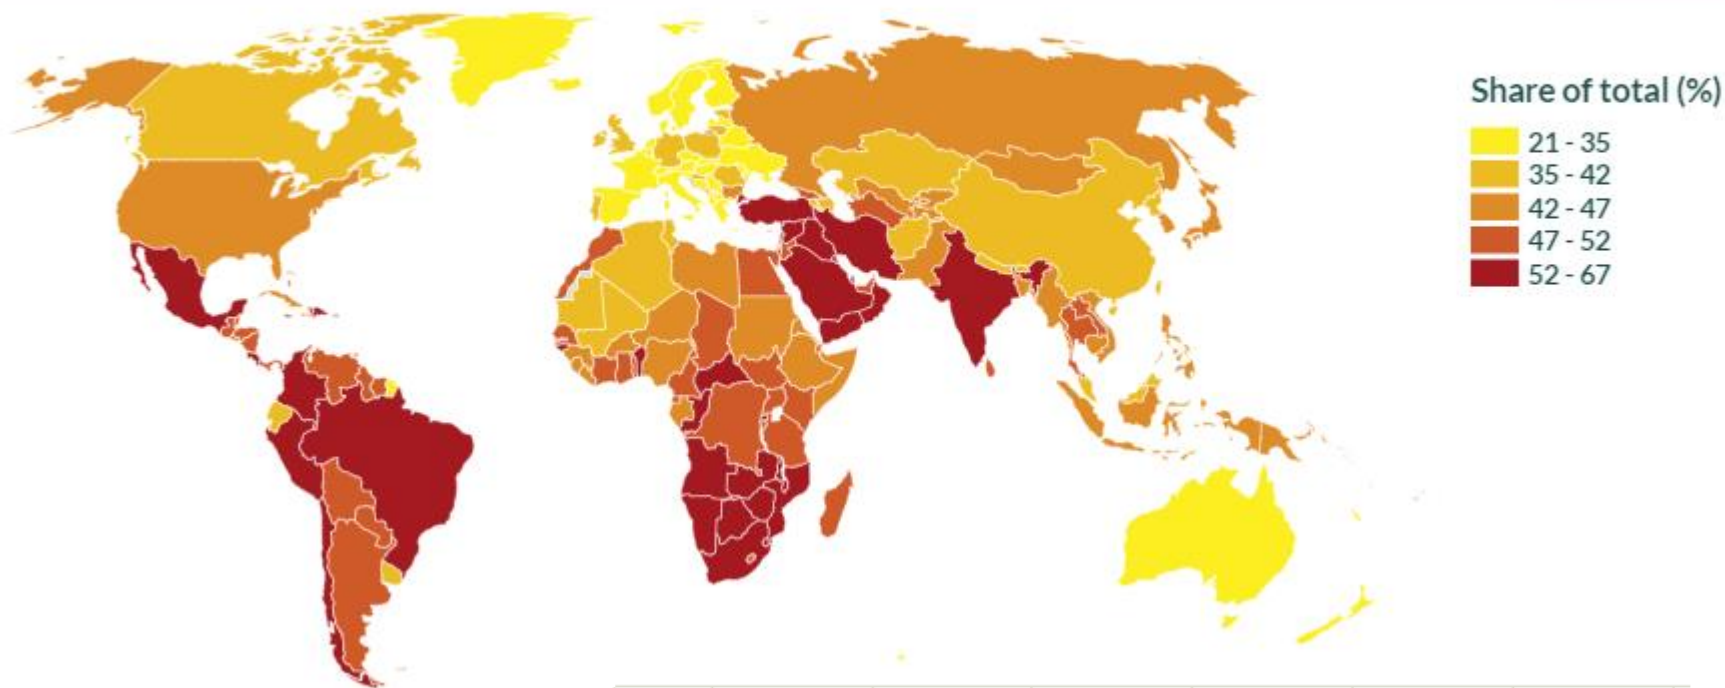 Share of total (%)
21 - 35
35 - 42
42 - 47
47 - 52
52 - 67